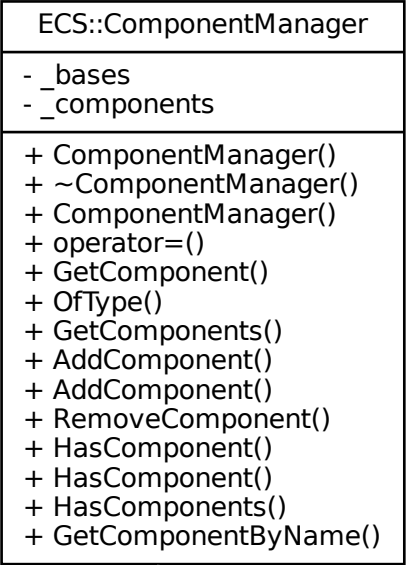 ECS::ComponentManager
- _bases
- _components
+ ComponentManager()
+ ~ComponentManager()
+ ComponentManager()
+ operator=()
+ GetComponent()
+ OfType()
+ GetComponents()
+ AddComponent()
+ AddComponent()
+ RemoveComponent()
+ HasComponent()
+ HasComponent()
+ HasComponents()
+ GetComponentByName()